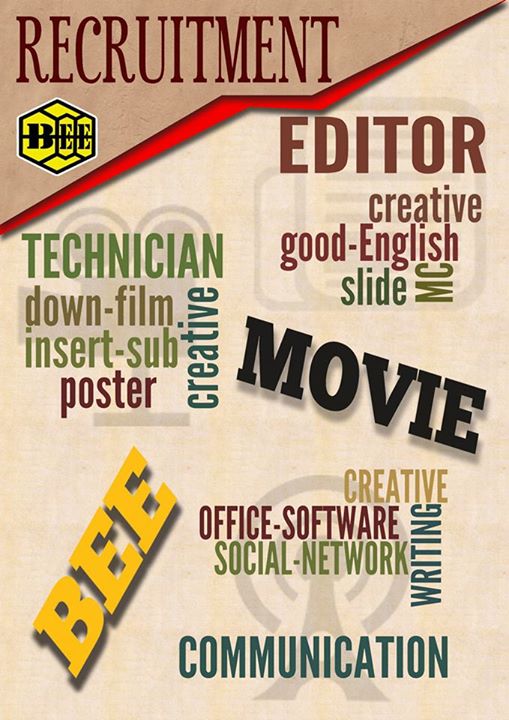 RECRUITMENT
BEE
EDITOR
creative
good-English
slide
MC
TECHNICIAN
down-film
insert-sub
poster
creative
MOVIE
BEE
CREATIVE
OFFICE-SOFTWARE
SOCIAL-NETWORK
WRITING
COMMUNICATION